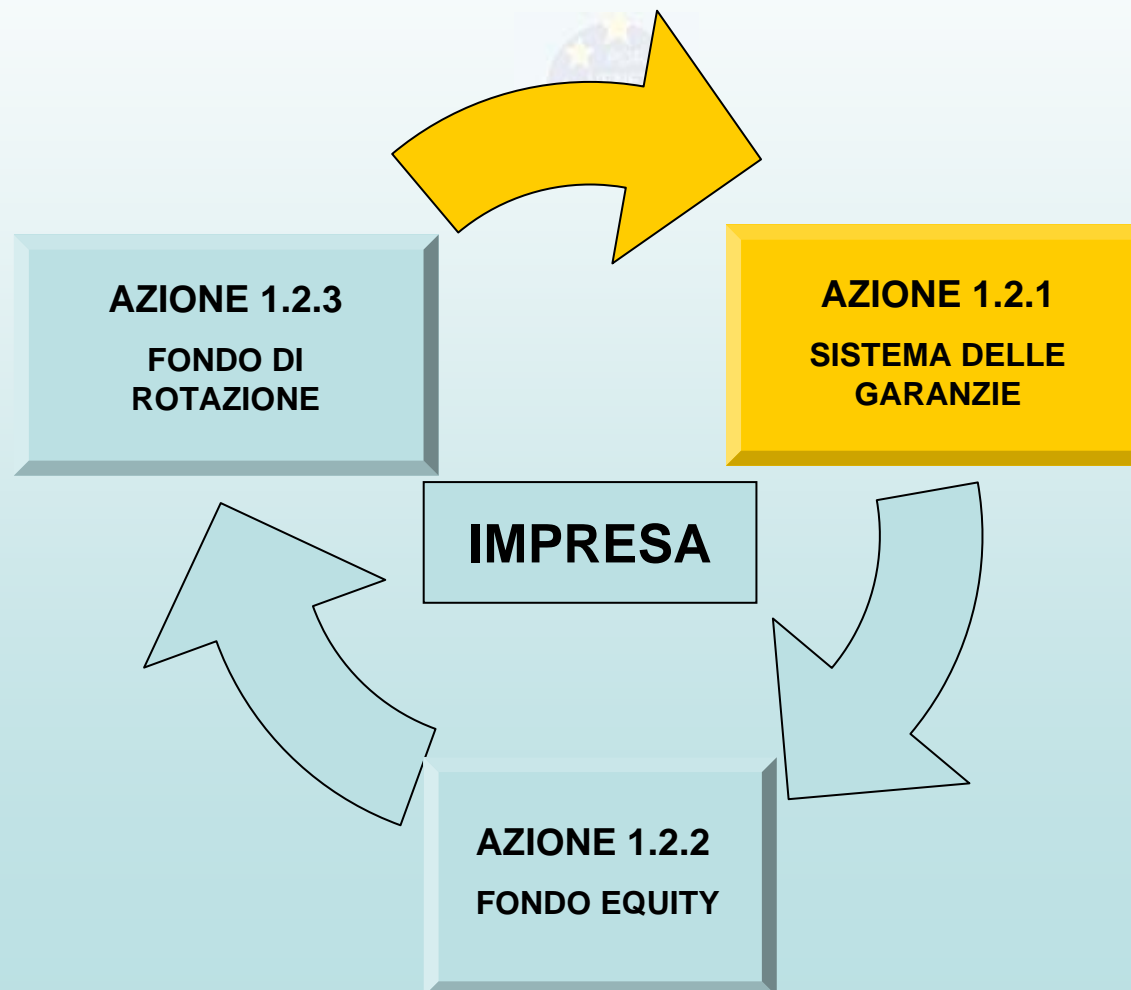 AZIONE 1.2.3
FONDO DI
ROTAZIONE
AZIONE 1.2.1
SISTEMA DELLE
GARANZIE
IMPRESA
AZIONE 1.2.2
FONDO EQUITY